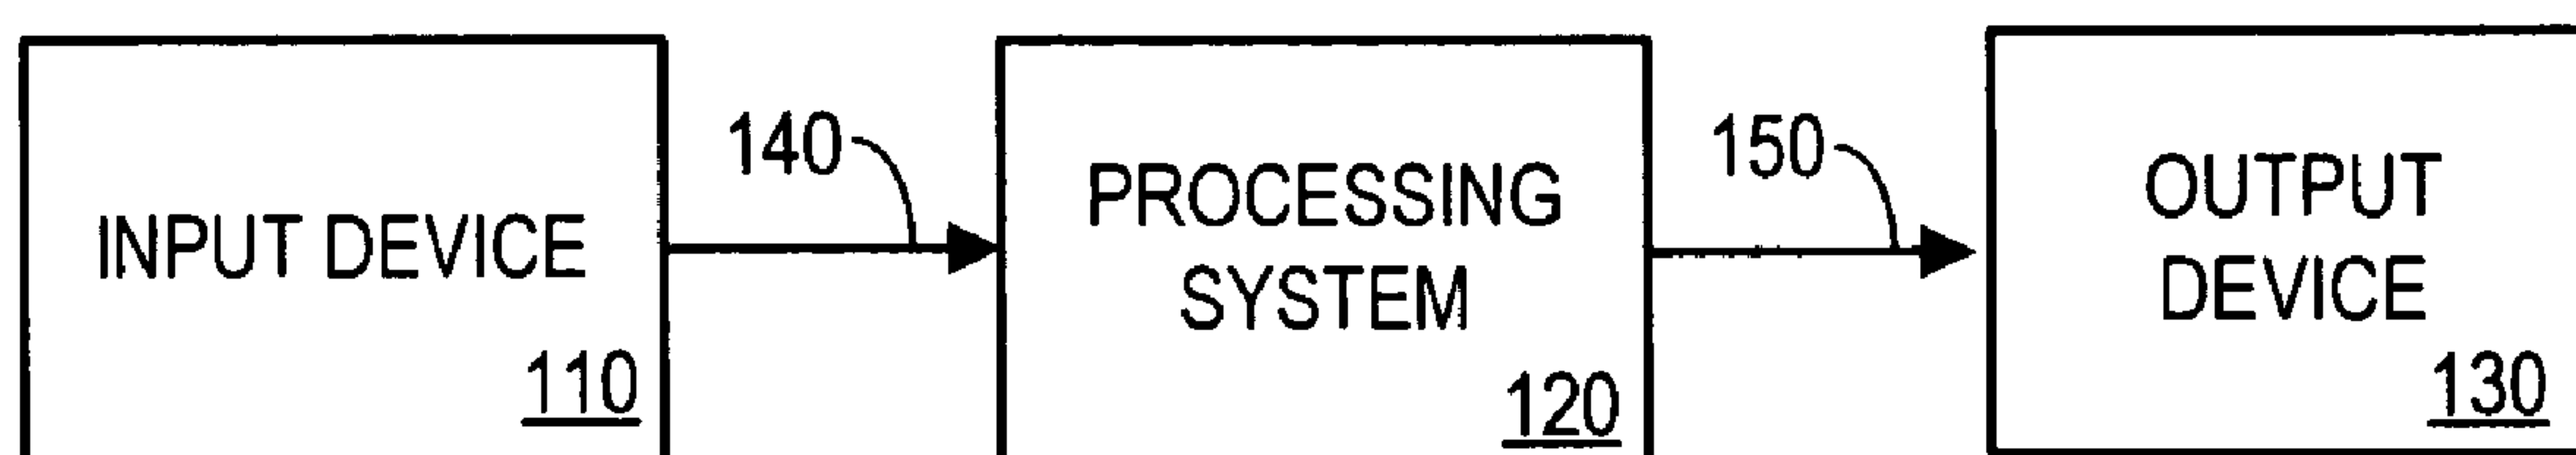 INPUT DEVICE
110
140
PROCESSING
SYSTEM
120
150
OUTPUT
DEVICE
130